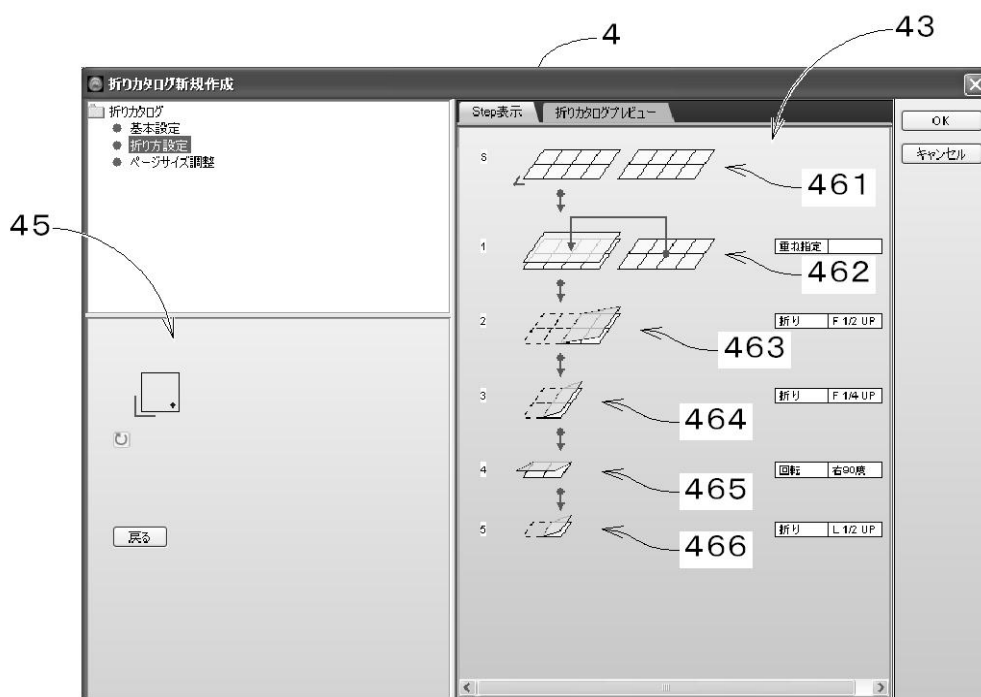 4
43
折りカタログ新規作成
折りカタログ
基本設定
折り方設定
ページサイズ調整
45
戻る
Step表示
折りカタログプレビュー
OK
キャンセル
S
461
1
重ね指定
462
2
折り F 1/2 UP
463
3
折り F 1/4 UP
464
4
回転 右90度
465
5
折り L 1/2 UP
466